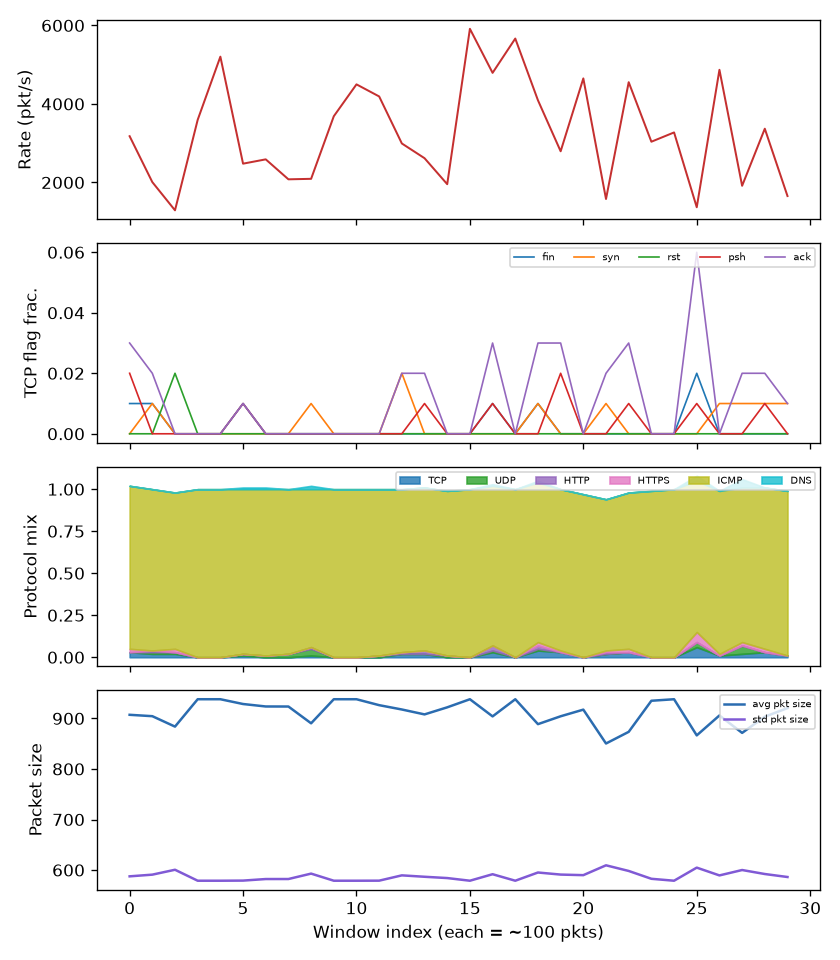 6000
4000
2000
Rate (pkt/s)
0.06
0.04
0.02
0.00
TCP flag frac.
fin syn rst psh ack
1.00
0.75
0.50
0.25
0.00
Protocol mix
TCP UDP HTTP HTTPS ICMP DNS
900
800
700
600
Packet size
avg pkt size
std pkt size
0 5 10 15 20 25 30
Window index (each = ~100 pkts)